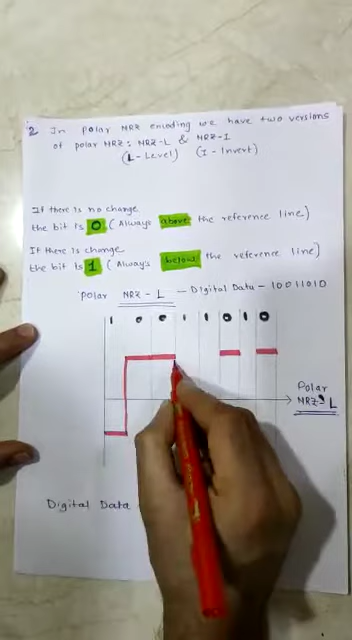 2. In polar NRZ encoding we have two versions
of polar NRZ: NRZ-L & NRZ-I
(L-Level) (I-Invert)
If there is no change
the bit is 0. (Always above the reference line)
If there is change
the bit is 1 (Always below the reference line)
Polar NRZ-L - Digital Data - 10011010
1 0 0 1 1 0 1 0
Polar
NRZ-L
Digital Data